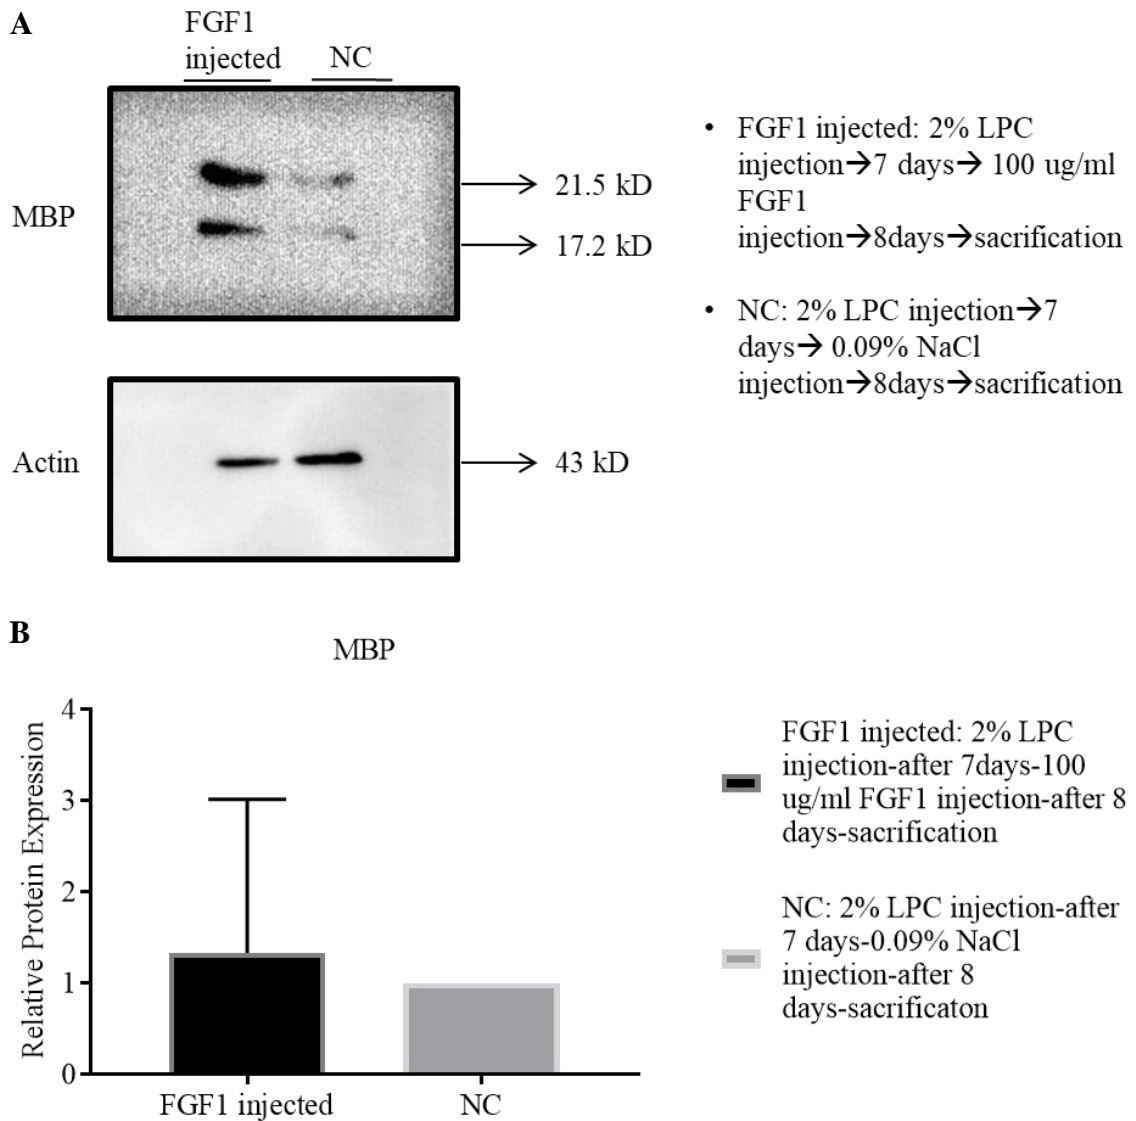 A
FGF1
injected
NC
MBP
21.5 kD
17.2 kD
Actin
43 kD
• FGF1 injected: 2% LPC
injection→7 days→ 100 ug/ml
FGF1
injection→8days→sacrification
• NC: 2% LPC injection→7
days→ 0.09% NaCl
injection→8days→sacrification
B
MBP
Relative Protein Expression
4
3
2
1
0
FGF1 injected
NC
FGF1 injected: 2% LPC
injection-after 7days-100
ug/ml FGF1 injection-after 8
days-sacrification
NC: 2% LPC injection-after
7 days-0.09% NaCl
injection-after 8
days-sacrificaton